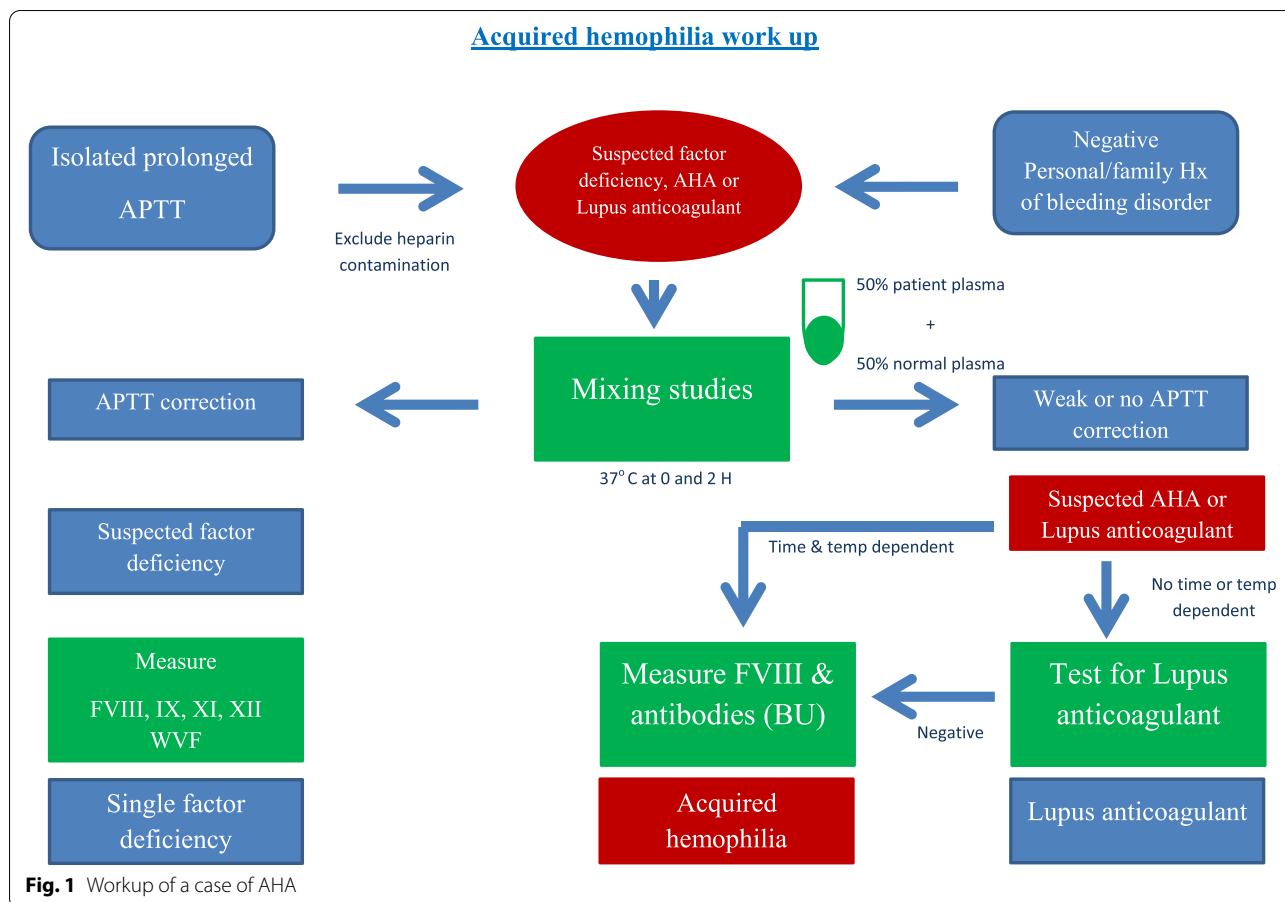 Acquired hemophilia work up
Isolated prolonged
APTT
Exclude heparin
contamination
Suspected factor
deficiency, AHA or
Lupus anticoagulant
Negative
Personal/family Hx
of bleeding disorder
50% patient plasma
+
50% normal plasma
Mixing studies
37° C at 0 and 2 H
APTT correction
Weak or no APTT
correction
Suspected factor
deficiency
Suspected AHA or
Lupus anticoagulant
Time & temp dependent
No time or temp
dependent
Measure
FVIII, IX, XI, XII
WVF
Measure FVIII &
antibodies (BU)
Negative
Test for Lupus
anticoagulant
Single factor
deficiency
Acquired
hemophilia
Lupus anticoagulant
Fig. 1 Workup of a case of AHA